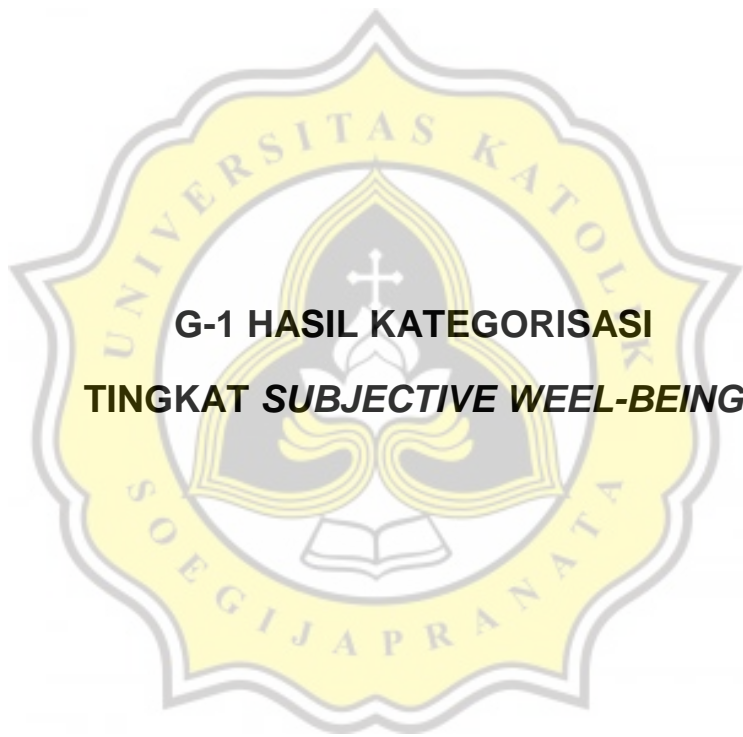 UNIVERSITAS KATOLIK
G-1 HASIL KATEGORISASI
TINGKAT SUBJECTIVE WEEL-BEING
SOEGIJAPRANATA